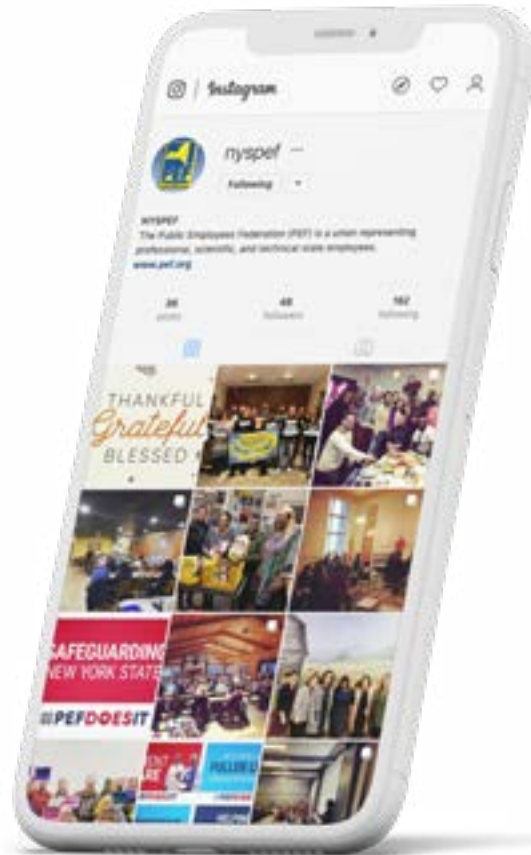 Instagram
nyspef
Following
NYSPEF
The Public Employees Federation (PEF) is a union representing
professional, scientific, and technical state employees.
www.pef.org
posts
followers
162
following
THANKFUL
Grateful
BLESSED
SAFEGUARDING
NEW YORK STATE
#PEFDOESIT